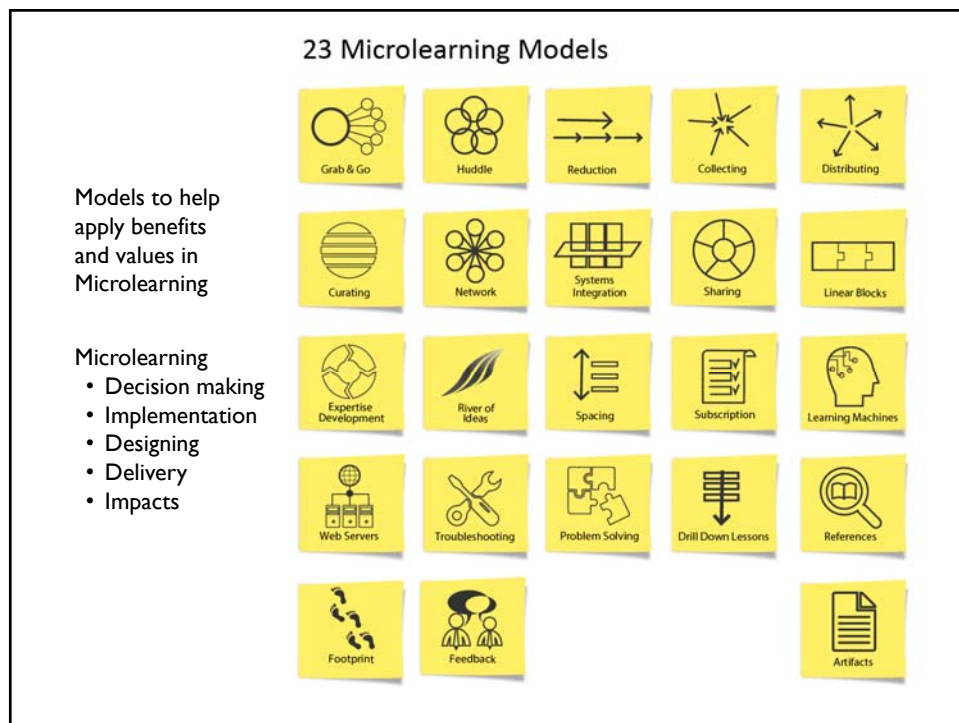 23 Microlearning Models
Models to help
apply benefits
and values in
Microlearning
Microlearning
• Decision making
• Implementation
• Designing
• Delivery
• Impacts
Grab & Go
Huddle
Reduction
Collecting
Distributing
Curating
Network
Systems
Integration
Sharing
Linear Blocks
Expertise
Development
River of
Ideas
Spacing
Subscription
Learning Machines
Web Servers
Troubleshooting
Problem Solving
Drill Down Lessons
References
Footprint
Feedback
Artifacts